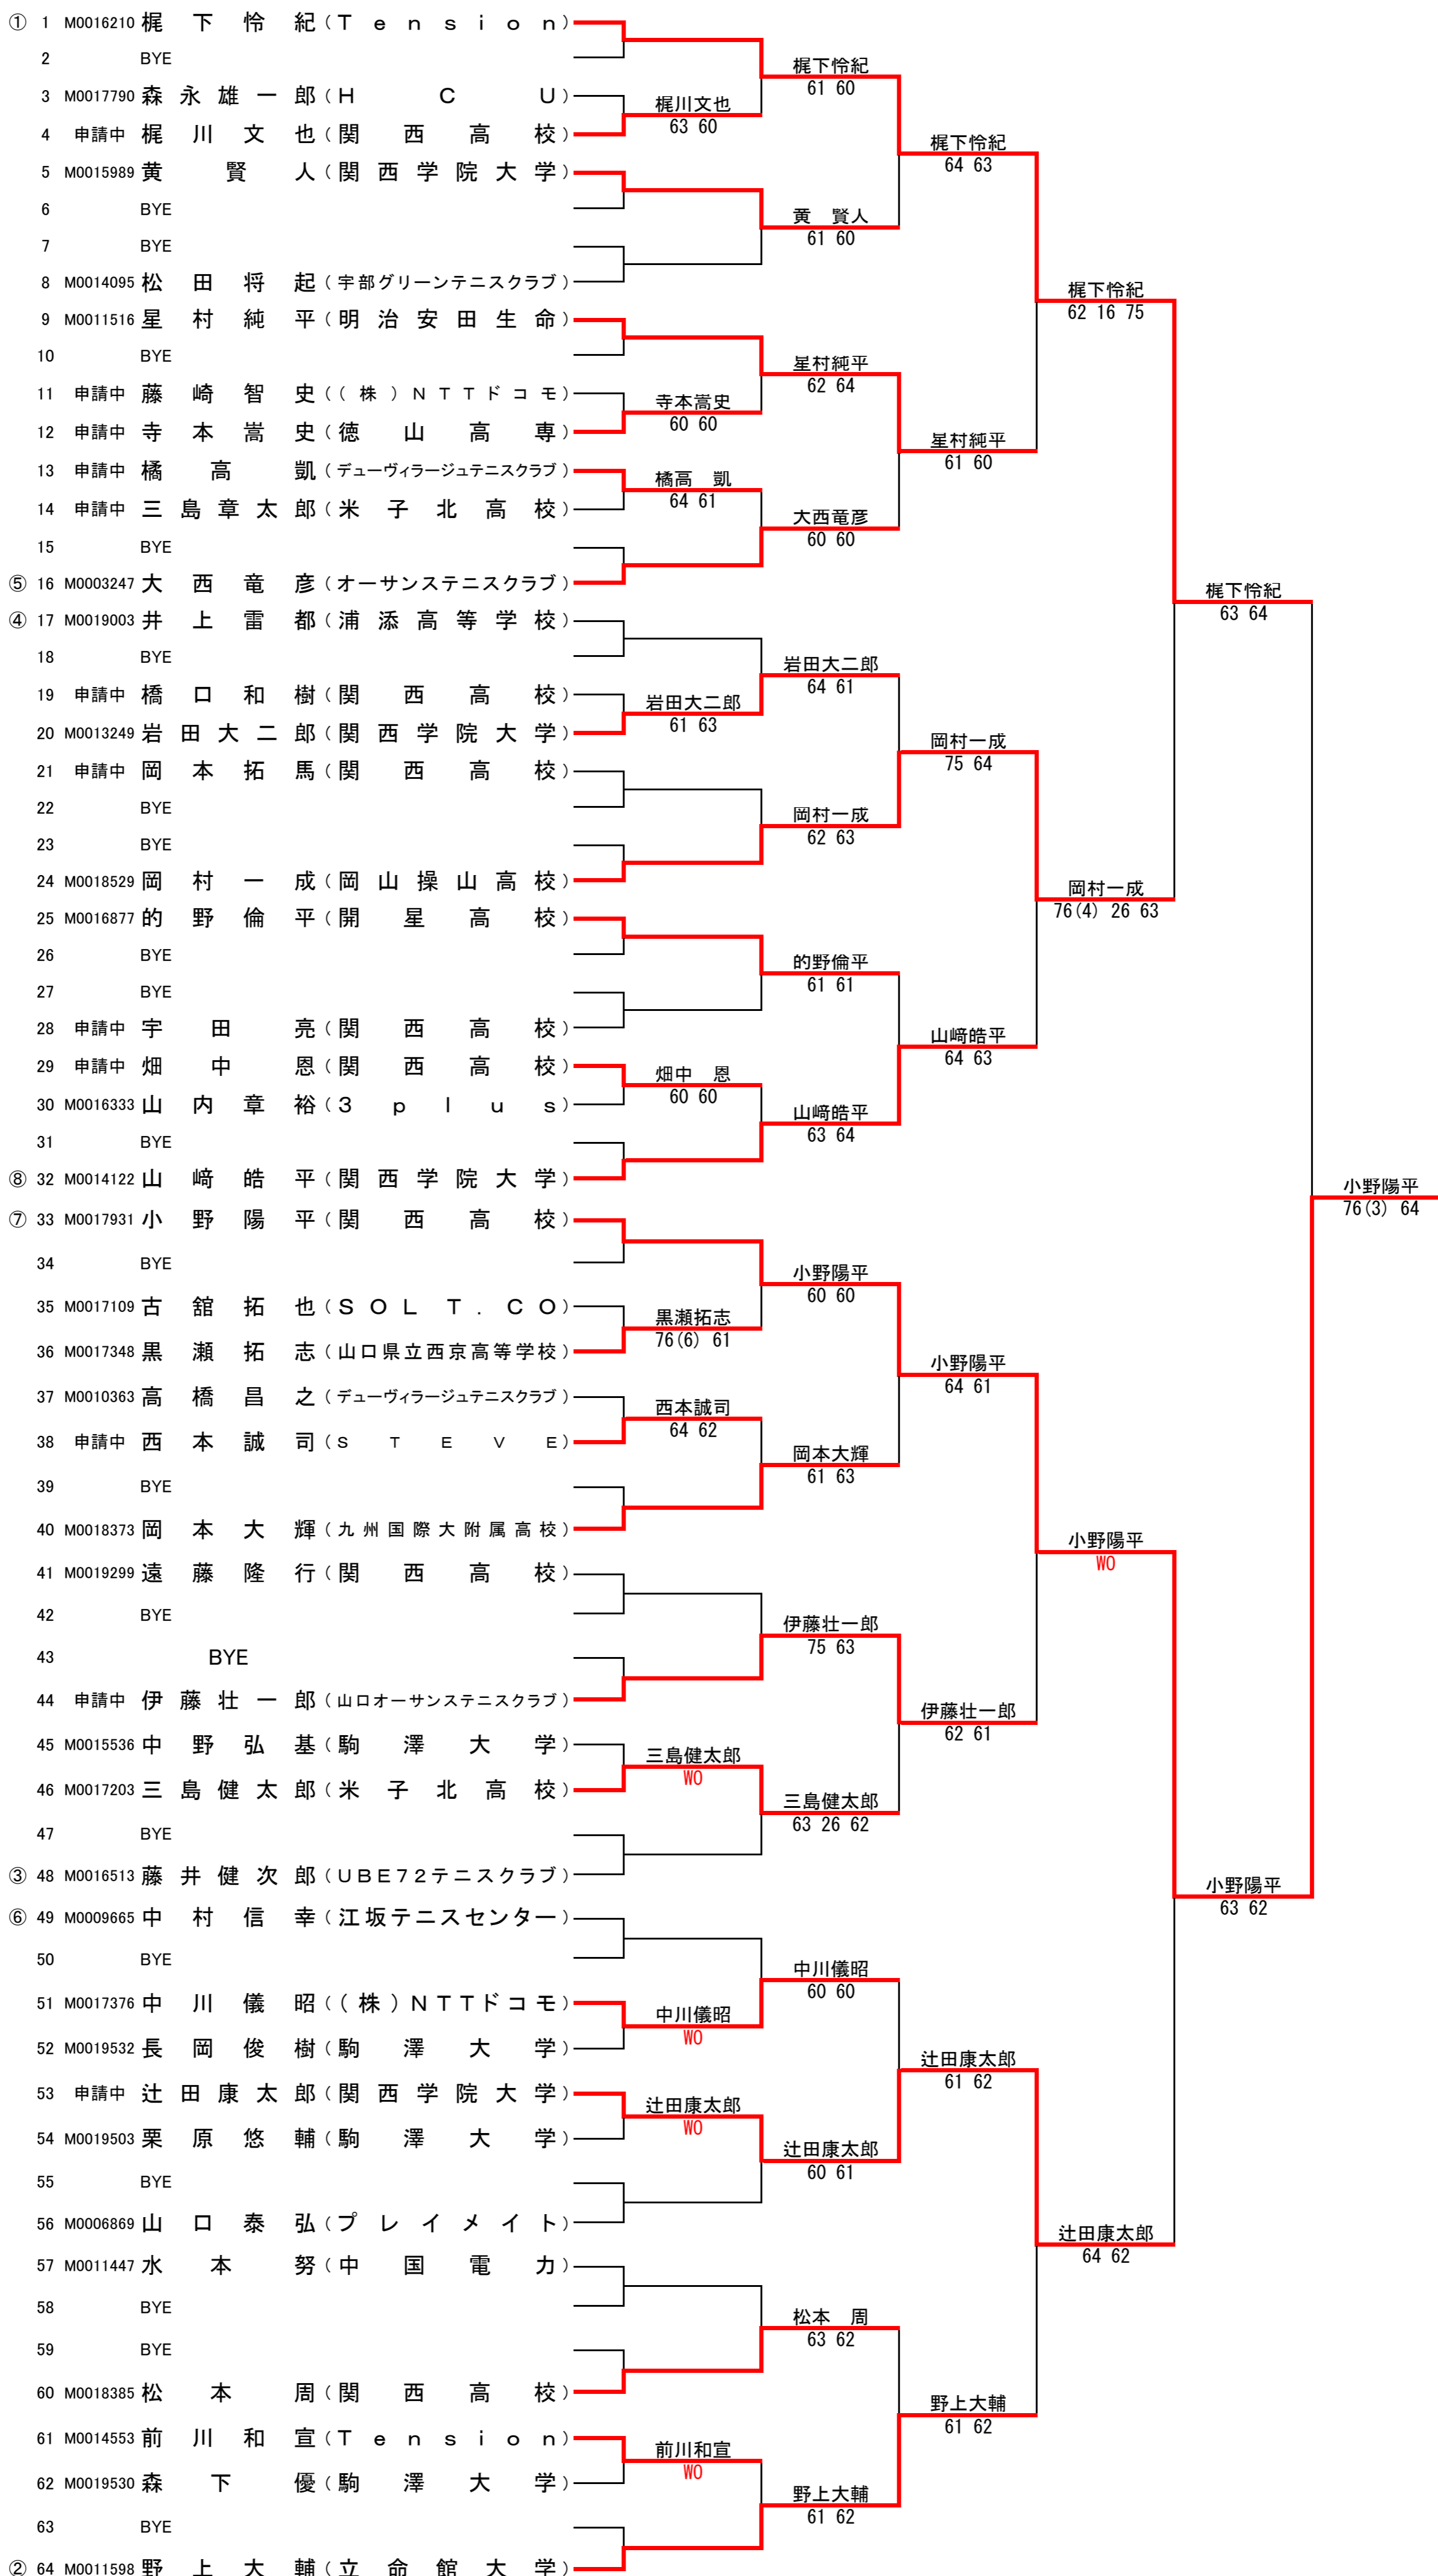 ① 1 M0016210 梶下怜紀(Tension)
2 BYE
梶下怜紀
61 60
3 M0017790 森永雄一郎(HCU)
梶川文也
63 60
4 申請中 梶川文也(関西高校)
梶下怜紀
64 63
5 M0015989 黄賢人(関西学院大学)
6 BYE
黄 賢人
61 60
7 BYE
8 M0014095 松田将起(宇部グリーンテニスクラブ)
梶下怜紀
62 16 75
9 M0011516 星村純平(明治安田生命)
10 BYE
星村純平
62 64
11 申請中 藤崎智史((株)NTTドコモ)
寺本嵩史
60 60
12 申請中 寺本嵩史(徳山高専)
星村純平
61 60
13 申請中 橘高凱(デューヴィラージュテニスクラブ)
橘高 凱
64 61
14 申請中 三島章太郎(米子北高校)
大西竜彦
60 60
15 BYE
⑤ 16 M0003247 大西竜彦(オーサンステニスクラブ)
梶下怜紀
63 64
④ 17 M0019003 井上雷都(浦添高等学校)
18 BYE
岩田大二郎
64 61
19 申請中 橋口和樹(関西高校)
岩田大二郎
61 63
20 M0013249 岩田大二郎(関西学院大学)
岡村一成
75 64
21 申請中 岡本拓馬(関西高校)
22 BYE
岡村一成
62 63
23 BYE
24 M0018529 岡村一成(岡山操山高校)
岡村一成
76(4) 26 63
25 M0016877 的野倫平(開星高校)
26 BYE
的野倫平
61 61
27 BYE
28 申請中 宇田亮(関西高校)
山﨑皓平
64 63
29 申請中 畑中恩(関西高校)
畑中 恩
60 60
30 M0016333 山内章裕(3plus)
山﨑皓平
63 64
31 BYE
⑧ 32 M0014122 山﨑皓平(関西学院大学)
小野陽平
76(3) 64
⑦ 33 M0017931 小野陽平(関西高校)
34 BYE
小野陽平
60 60
35 M0017109 古舘拓也(SOLT.CO)
黒瀬拓志
76(6) 61
36 M0017348 黒瀬拓志(山口県立西京高等学校)
小野陽平
64 61
37 M0010363 高橋昌之(デューヴィラージュテニスクラブ)
西本誠司
64 62
38 申請中 西本誠司(STEVE)
岡本大輝
61 63
39 BYE
40 M0018373 岡本大輝(九州国際大附属高校)
小野陽平
WO
41 M0019299 遠藤隆行(関西高校)
42 BYE
伊藤壮一郎
75 63
43 BYE
44 申請中 伊藤壮一郎(山口オーサンステニスクラブ)
伊藤壮一郎
62 61
45 M0015536 中野弘基(駒澤大学)
三島健太郎
WO
46 M0017203 三島健太郎(米子北高校)
三島健太郎
63 26 62
47 BYE
③ 48 M0016513 藤井健次郎(UBE72テニスクラブ)
小野陽平
63 62
⑥ 49 M0009665 中村信幸(江坂テニスセンター)
50 BYE
中川儀昭
60 60
51 M0017376 中川儀昭((株)NTTドコモ)
中川儀昭
WO
52 M0019532 長岡俊樹(駒澤大学)
辻田康太郎
61 62
53 申請中 辻田康太郎(関西学院大学)
辻田康太郎
WO
54 M0019503 栗原悠輔(駒澤大学)
辻田康太郎
60 61
55 BYE
56 M0006869 山口泰弘(プレイメイト)
辻田康太郎
64 62
57 M0011447 水本努(中国電力)
58 BYE
松本 周
63 62
59 BYE
60 M0018385 松本周(関西高校)
野上大輔
61 62
61 M0014553 前川和宣(Tension)
前川和宣
WO
62 M0019530 森下優(駒澤大学)
野上大輔
61 62
63 BYE
② 64 M0011598 野上大輔(立命館大学)